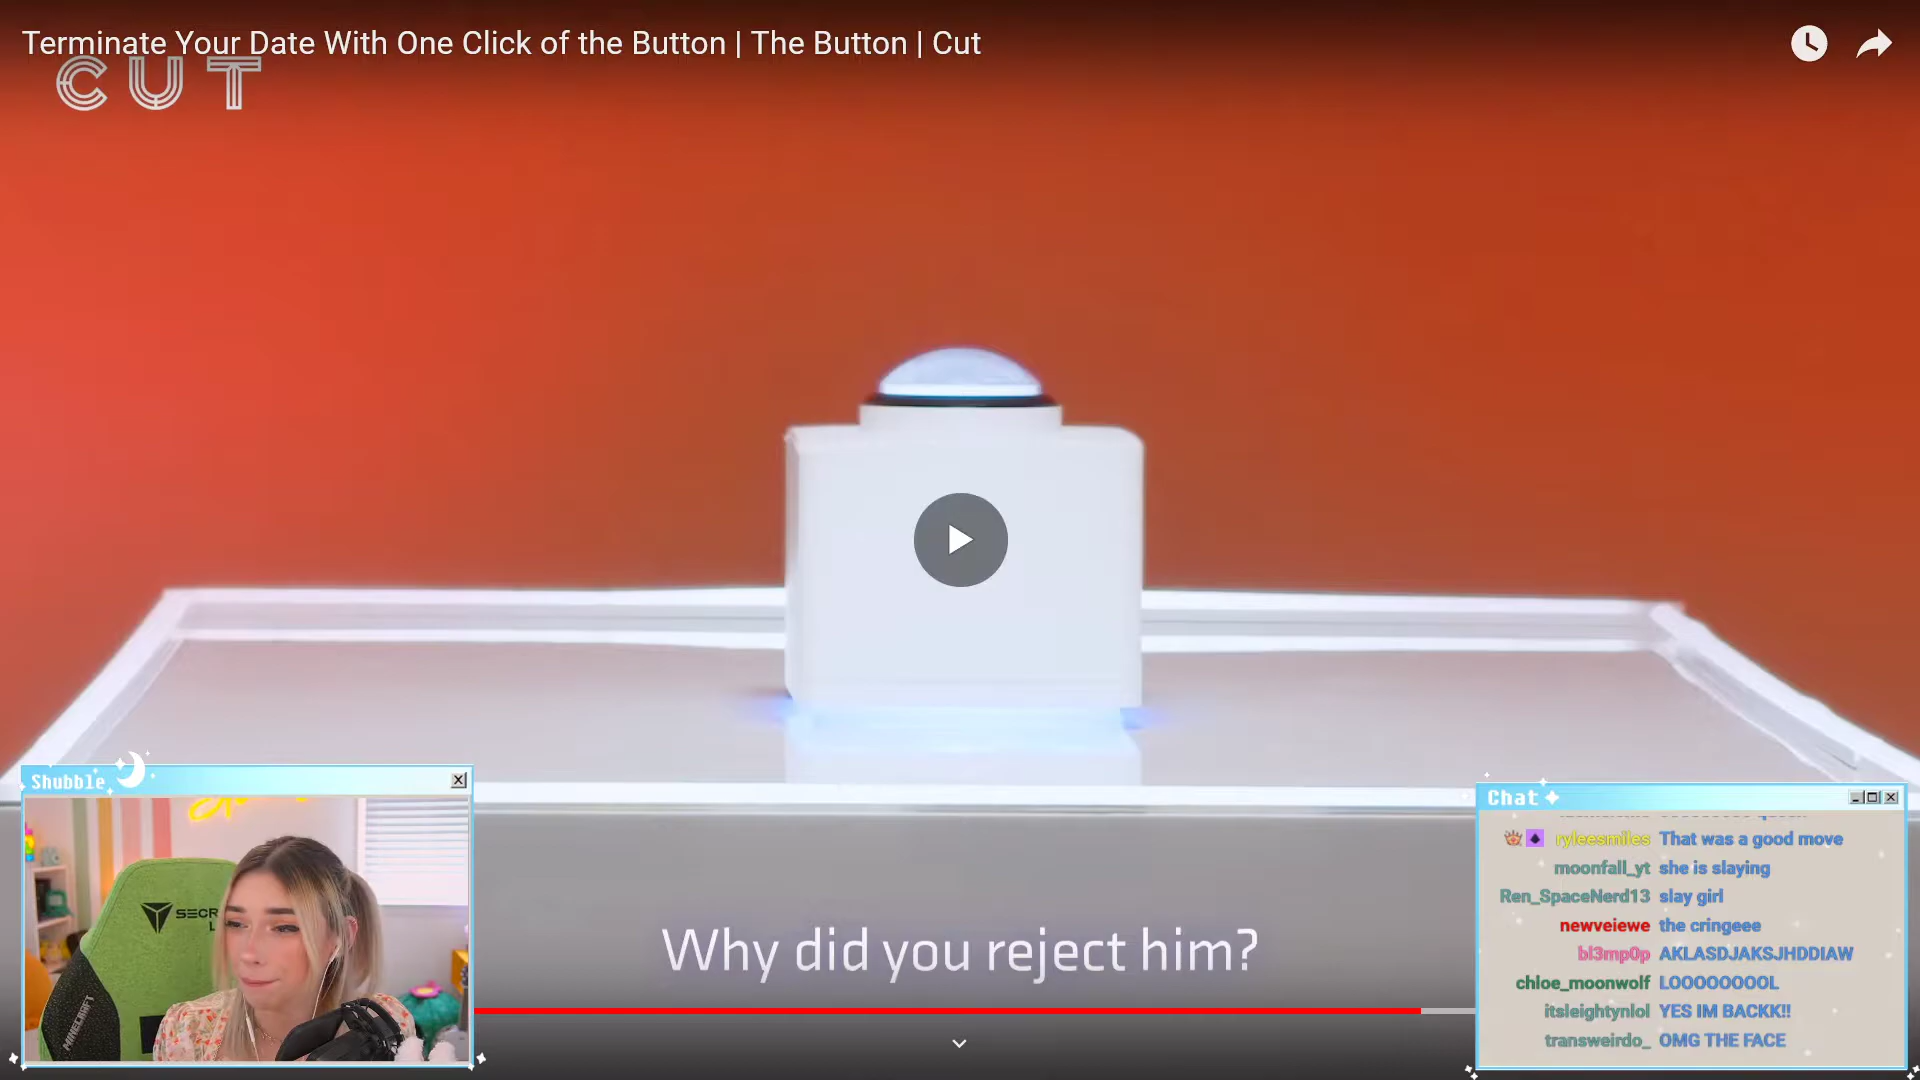 Terminate Your Date With One Click of the Button | The Button | Cut
CUT
Shubble
SECR
L
MINECRAFT
Why did you reject him?
Chat
ryleesmiles That was a good move
moonfall_yt she is slaying
Ren_SpaceNerd13 slay girl
newveiewe the cringeee
bl3mp0p AKLASDJAKSJHDDIAW
chloe_moonwolf LOOOOOOOOL
itsleightynlol YES IM BACKK!!
transweirdo_ OMG THE FACE